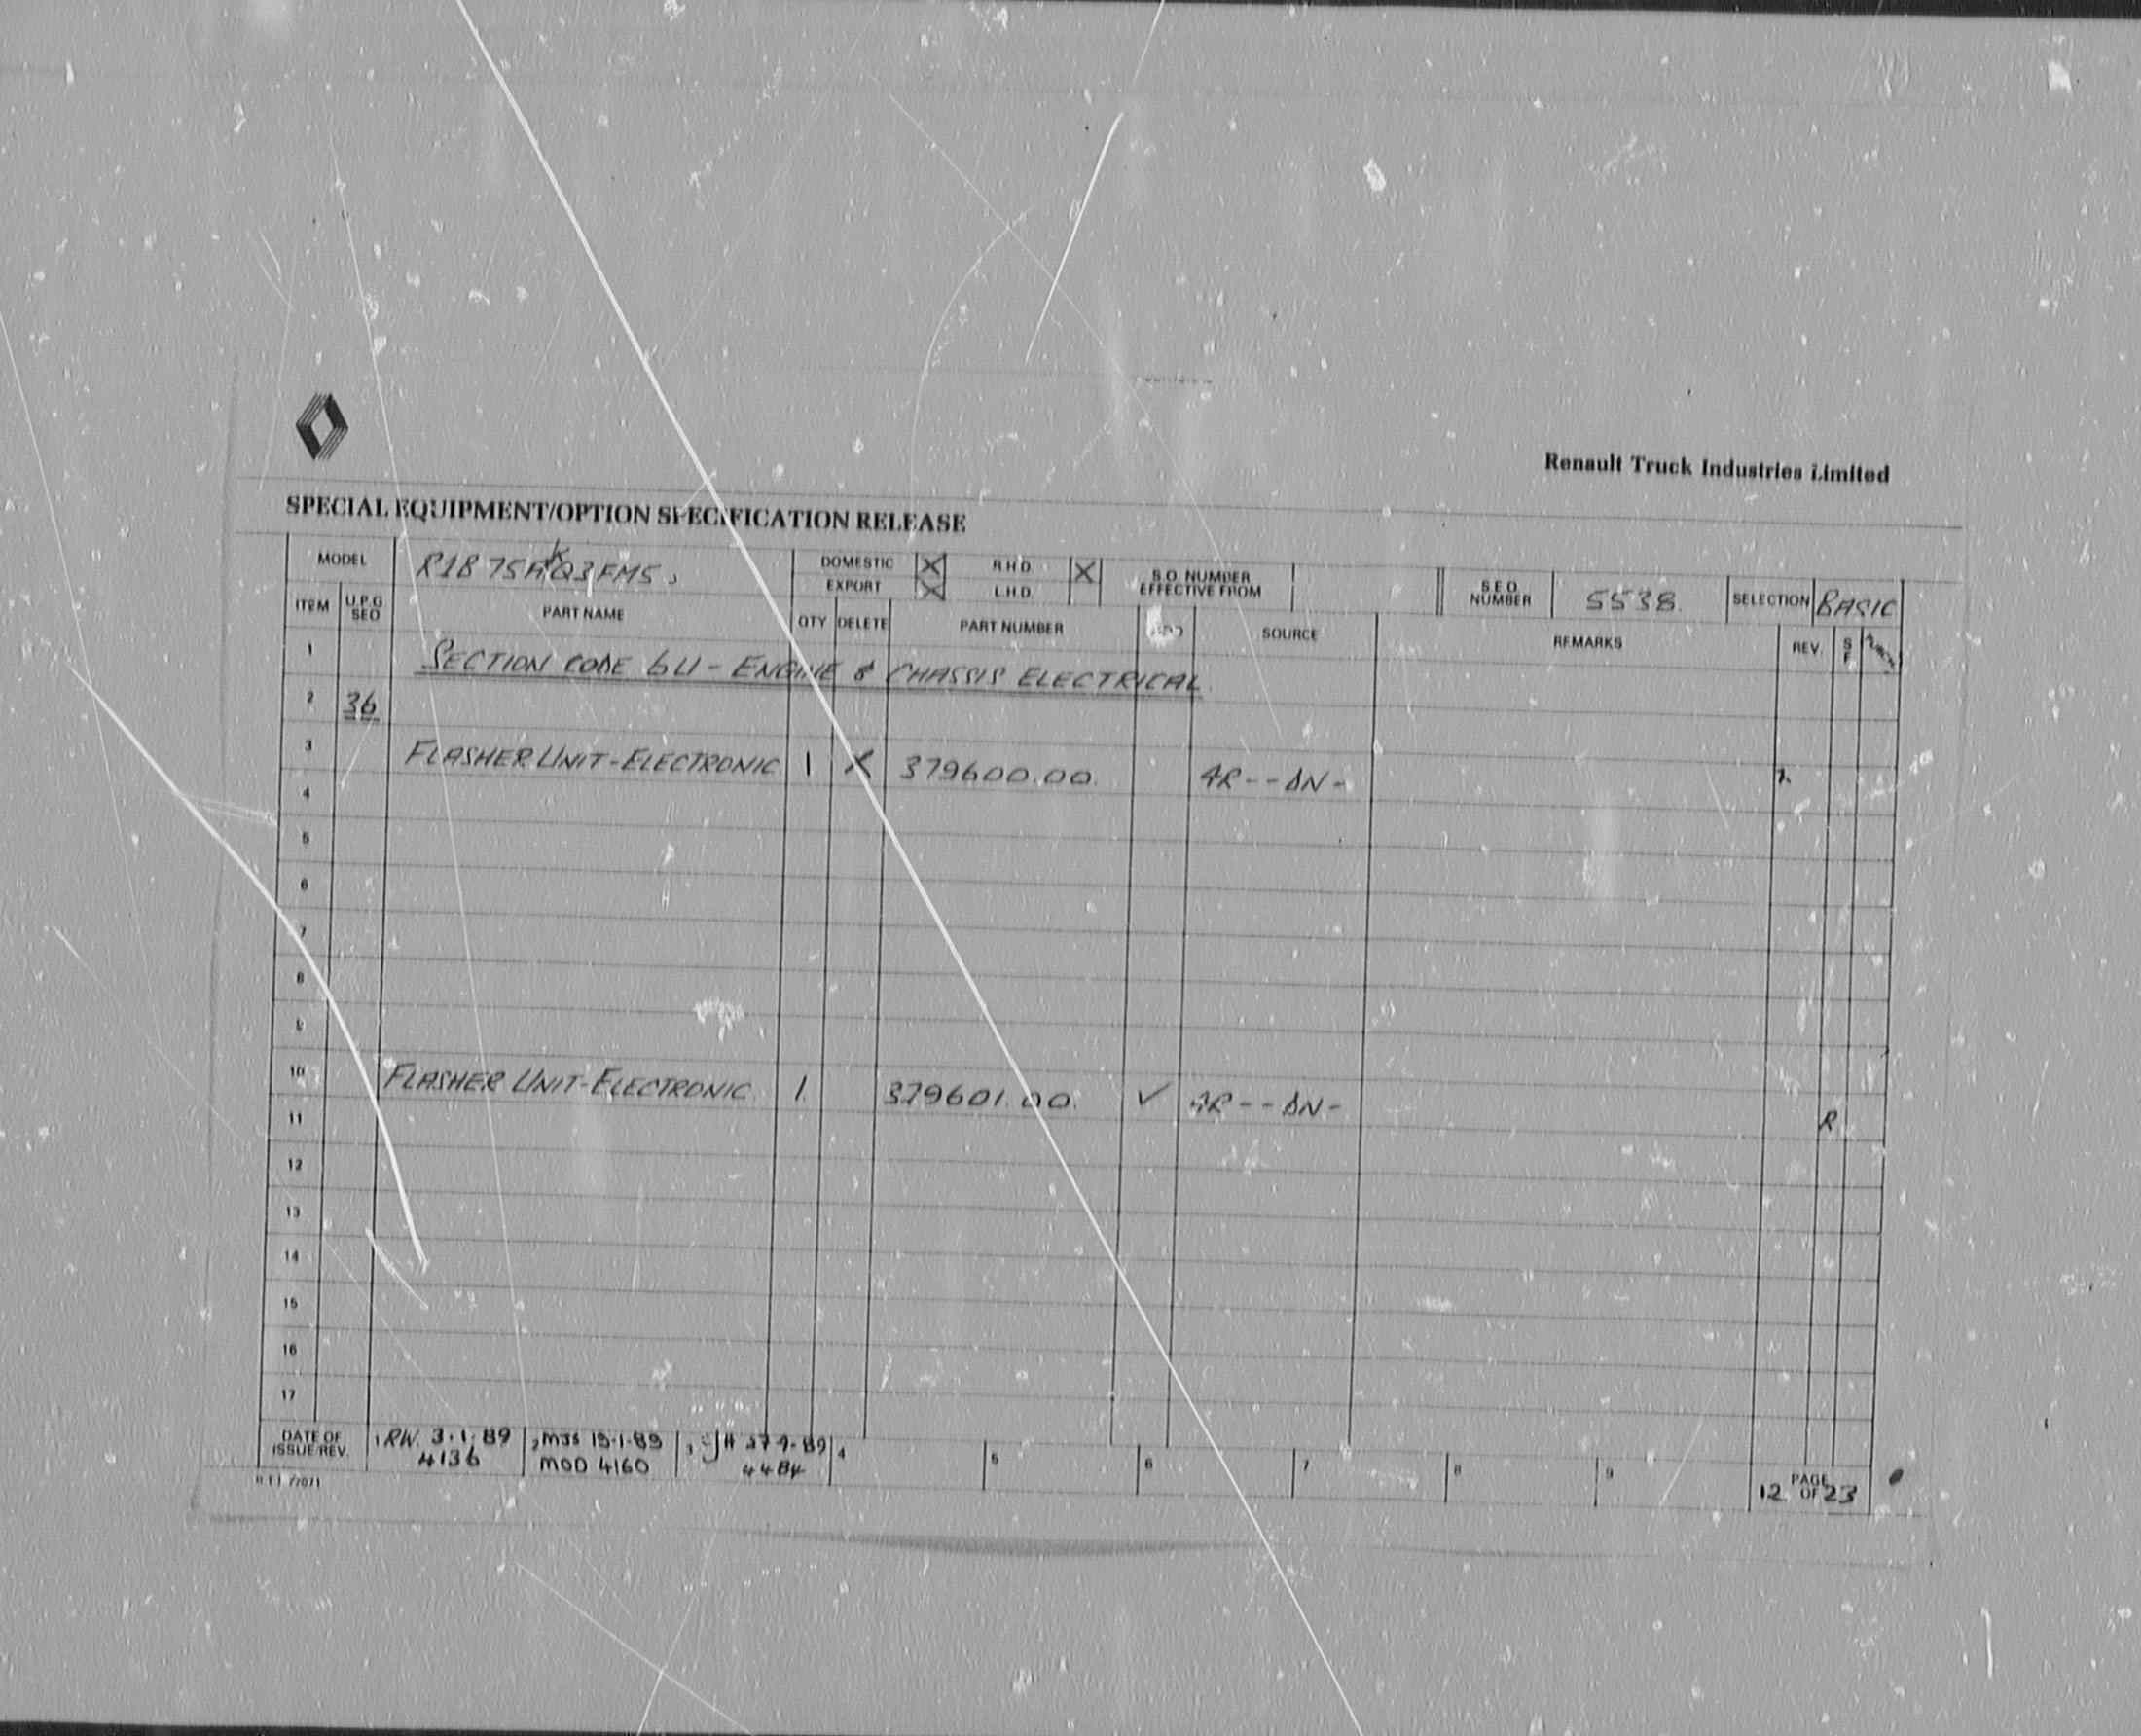 Renault Truck Industries Limited
SPECIAL EQUIPMENT/OPTION SPECIFICATION RELEASE
MODEL DOMESTIC X R.H.D. X S.O. NUMBER EFFECTIVE FROM S.E.O. NUMBER 5538. SELECTION BASIC
EXPORT X L.H.D.
ITEM U.P.G SEO PART NAME QTY DELETE PART NUMBER ADD SOURCE REMARKS REV. S F
1 SECTION CODE 6U - ENGINE & CHASSIS ELECTRICAL.
2 36
3 FLASHER UNIT-ELECTRONIC 1 X 379600.00. 4R--DN-
4
5
6
7
8
9
10 FLASHER UNIT-ELECTRONIC 1 379601.00. ✓ 4R--DN-
11 R
12
13
14
15
16
17
DATE OF ISSUE/REV. 1 RW. 3.1.89 2 MJS 3 4 5 6 7 8 9 PAGE 12 OF 23
4136 MOD 4160 4484